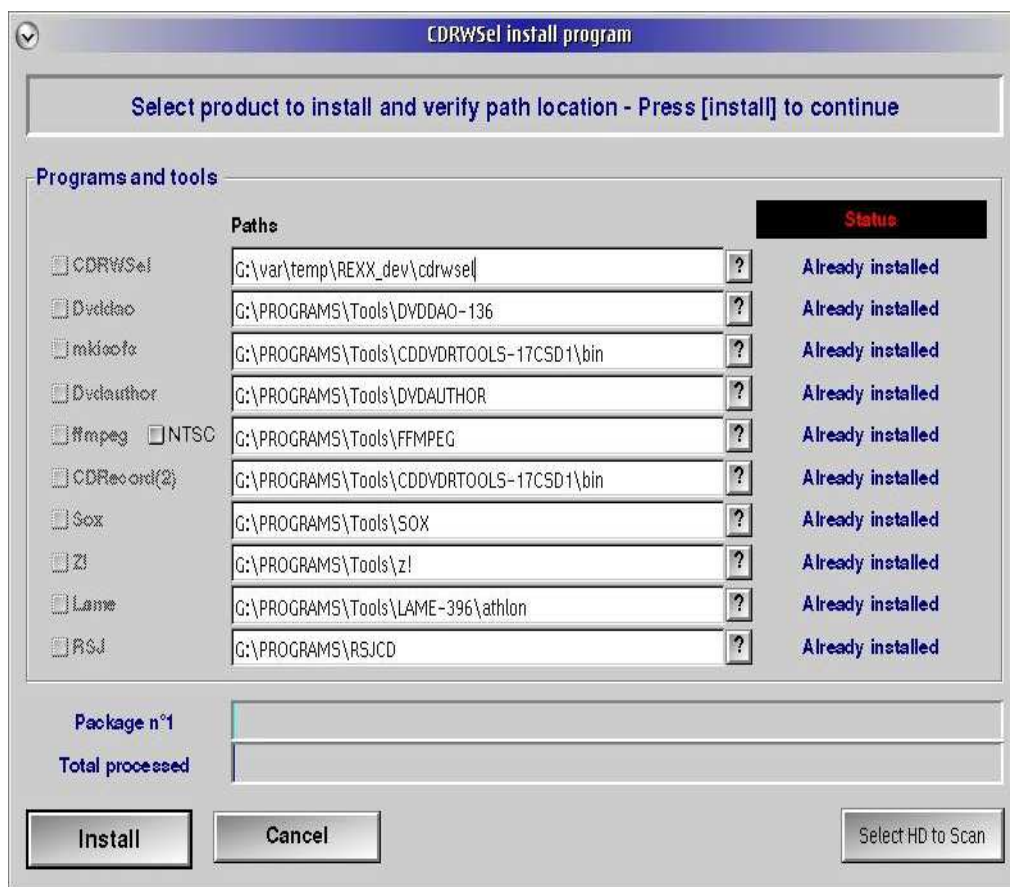 CDRWSel install program
Select product to install and verify path location - Press [install] to continue
Programs and tools
Paths
Status
CDRWSel G:\var\temp\REXX_dev\cdrwsel ? Already installed
Dvddao G:\PROGRAMS\Tools\DVDDAO-136 ? Already installed
mkisofs G:\PROGRAMS\Tools\CDDVDRTOOLS-17CSD1\bin ? Already installed
Dvdauthor G:\PROGRAMS\Tools\DVDAUTHOR ? Already installed
ffmpeg NTSC G:\PROGRAMS\Tools\FFMPEG ? Already installed
CDRecord(2) G:\PROGRAMS\Tools\CDDVDRTOOLS-17CSD1\bin ? Already installed
Sox G:\PROGRAMS\Tools\SOX ? Already installed
Z! G:\PROGRAMS\Tools\z! ? Already installed
Lame G:\PROGRAMS\Tools\LAME-396\athlon ? Already installed
RSJ G:\PROGRAMS\RSJCD ? Already installed
Package n°1
Total processed
Install Cancel Select HD to Scan